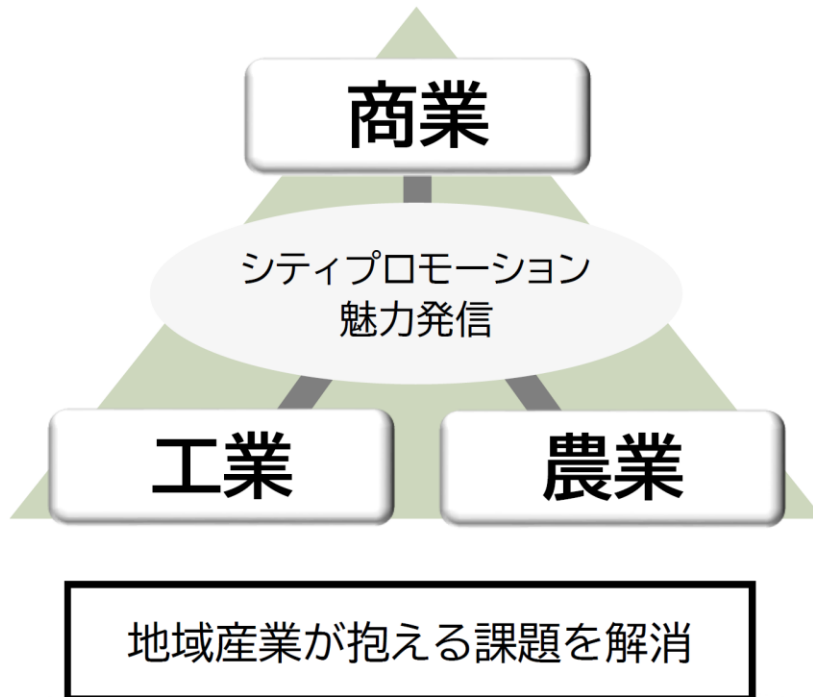 商業
シティプロモーション
魅力発信
工業
農業
地域産業が抱える課題を解消